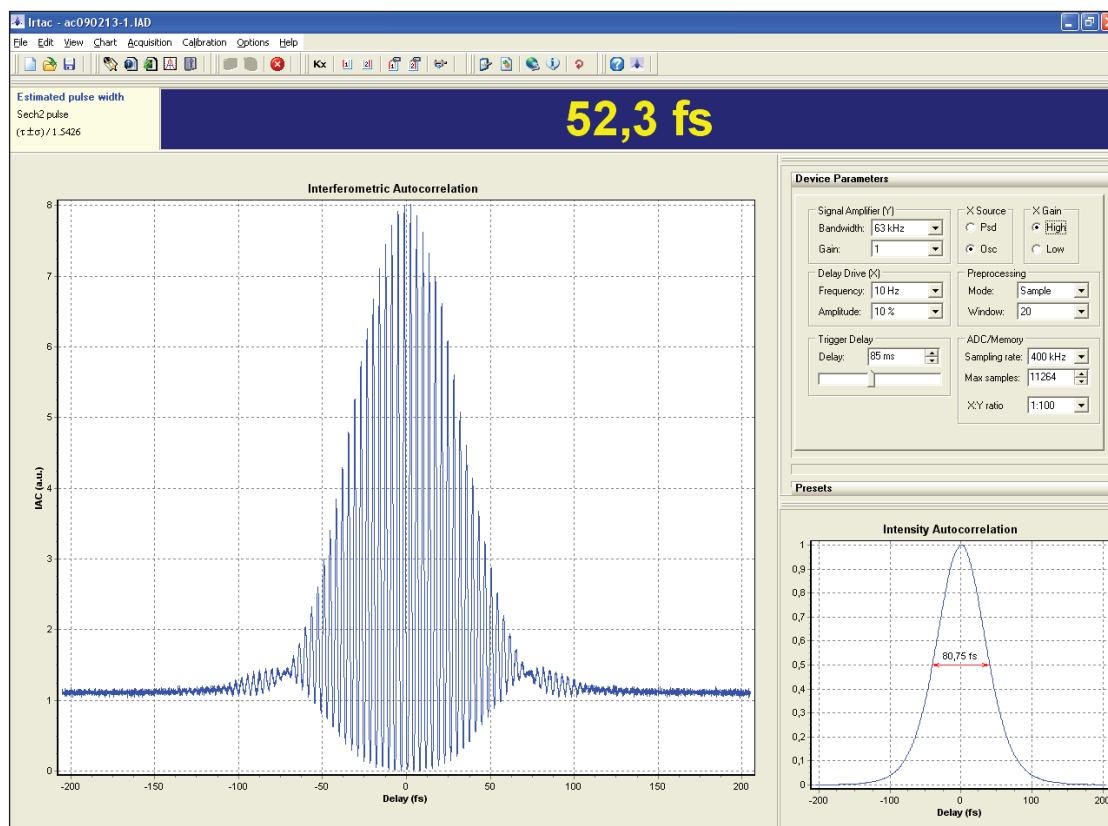 Irtac - ac090213-1.IAD
File Edit View Chart Acquisition Calibration Options Help
Kx
Estimated pulse width
Sech2 pulse
(τ±σ) / 1.5426
52,3 fs
Interferometric Autocorrelation
8
7
6
5
4
3
2
1
0
IAC (a.u.)
-200 -150 -100 -50 0 50 100 150 200
Delay (fs)
Device Parameters
Signal Amplifier (Y)
Bandwidth: 63 kHz
Gain: 1
X Source
Psd
Osc
X Gain
High
Low
Delay Drive (X)
Frequency: 10 Hz
Amplitude: 10 %
Preprocessing
Mode: Sample
Window: 20
Trigger Delay
Delay: 85 ms
ADC/Memory
Sampling rate: 400 kHz
Max samples: 11264
X:Y ratio 1:100
Presets
Intensity Autocorrelation
1
0,9
0,8
0,7
0,6
0,5
0,4
0,3
0,2
0,1
0
80,75 fs
-200 -100 0 100 200
Delay (fs)